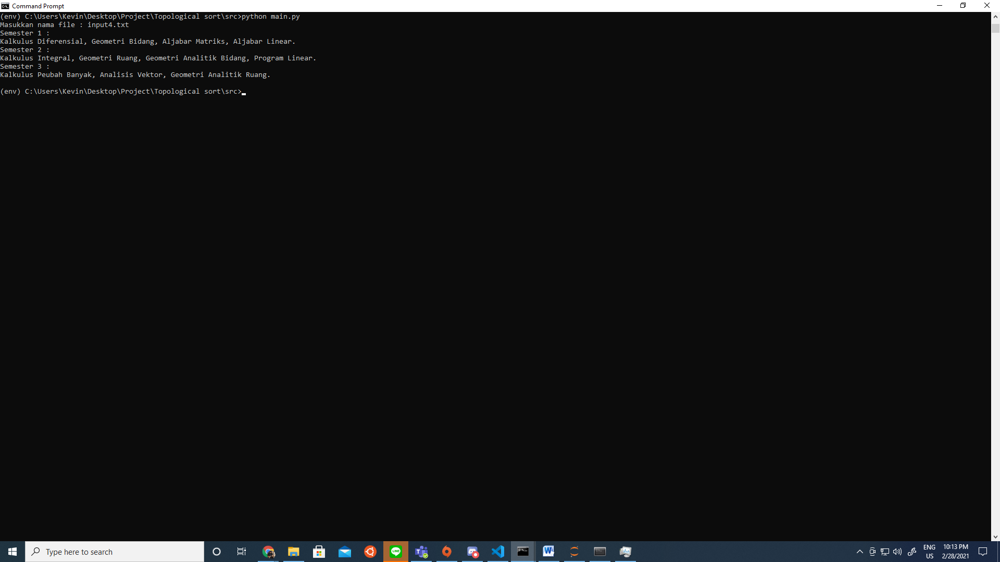 Command Prompt
(env) C:\Users\Kevin\Desktop\Project\Topological sort\src>python main.py
Masukkan nama file : input4.txt
Semester 1 :
Kalkulus Diferensial, Geometri Bidang, Aljabar Matriks, Aljabar Linear.
Semester 2 :
Kalkulus Integral, Geometri Ruang, Geometri Analitik Bidang, Program Linear.
Semester 3 :
Kalkulus Peubah Banyak, Analisis Vektor, Geometri Analitik Ruang.
(env) C:\Users\Kevin\Desktop\Project\Topological sort\src>
Type here to search
LINE
ENG
US
10:13 PM
2/28/2021